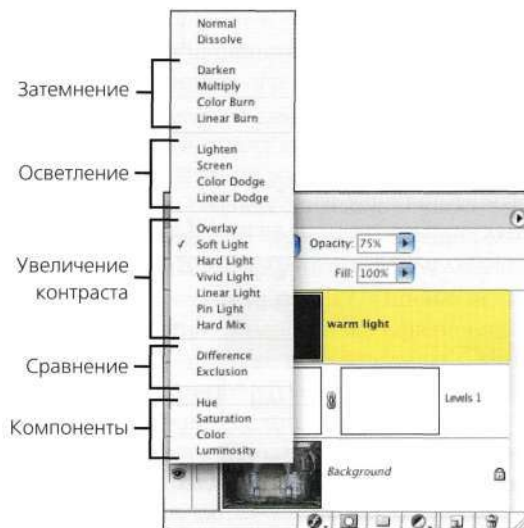 Normal
Dissolve
Затемнение
Darken
Multiply
Color Burn
Linear Burn
Осветление
Lighten
Screen
Color Dodge
Linear Dodge
Увеличение
контраста
Overlay
✓ Soft Light
Hard Light
Vivid Light
Linear Light
Pin Light
Hard Mix
Сравнение
Difference
Exclusion
Компоненты
Hue
Saturation
Color
Luminosity
Opacity: 75%
Fill: 100%
warm light
Levels 1
Background